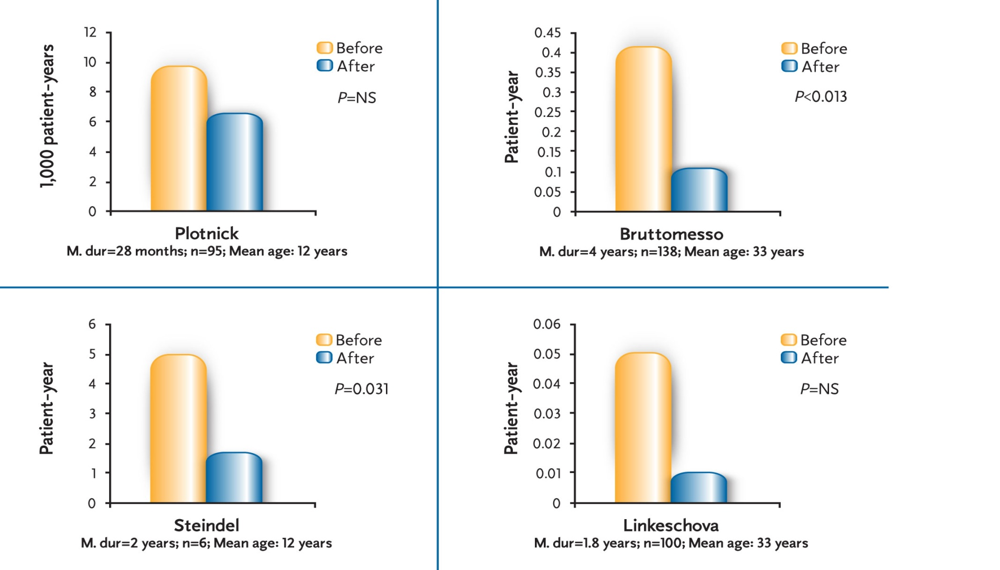 12
10
8
6
4
2
0
1,000 patient-years
Before
After
P=NS
Plotnick
M. dur=28 months; n=95; Mean age: 12 years
0.45
0.4
0.35
0.3
0.25
0.2
0.15
0.1
0.05
0
Patient-year
Before
After
P<0.013
Bruttomesso
M. dur=4 years; n=138; Mean age: 33 years
6
5
4
3
2
1
0
Patient-year
Before
After
P=0.031
Steindel
M. dur=2 years; n=6; Mean age: 12 years
0.06
0.05
0.04
0.03
0.02
0.01
0
Patient-year
Before
After
P=NS
Linkeschova
M. dur=1.8 years; n=100; Mean age: 33 years